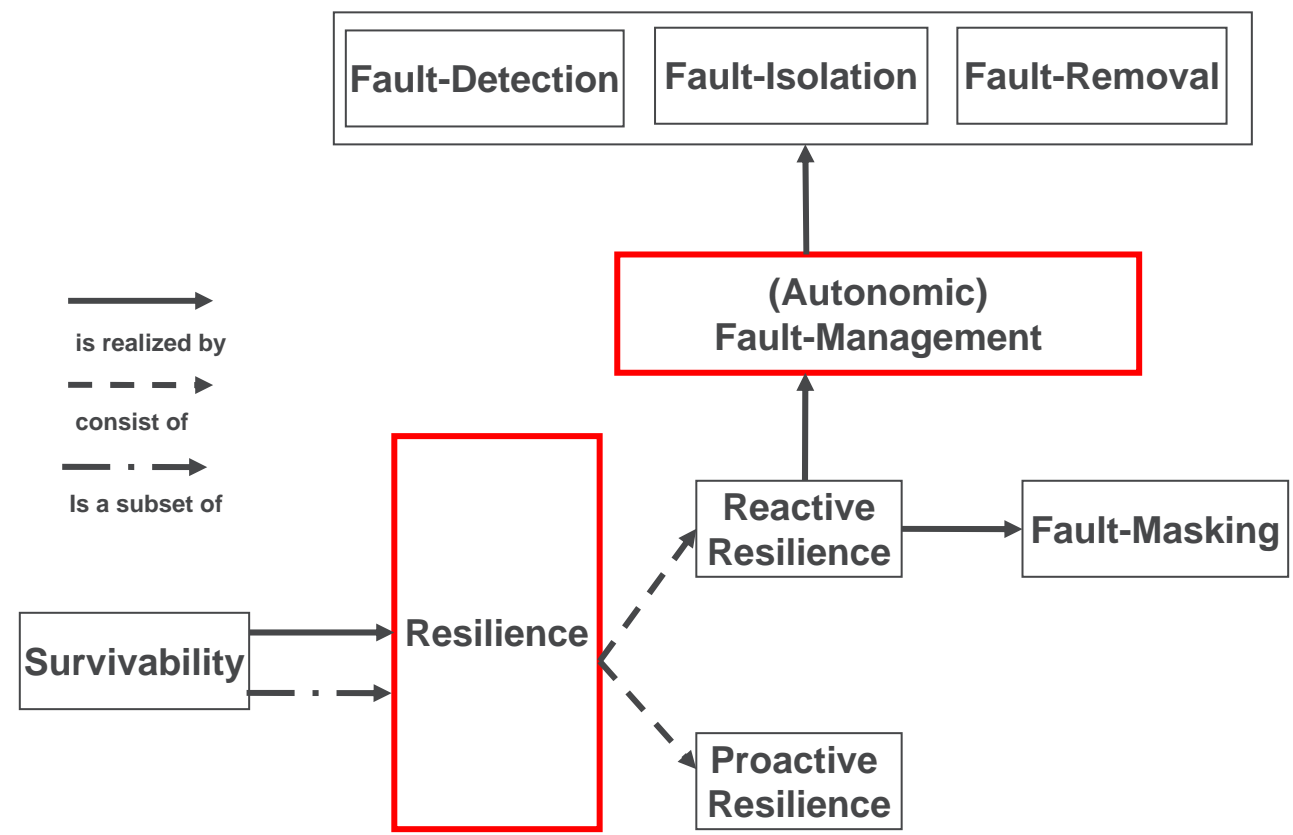 Fault-Detection
Fault-Isolation
Fault-Removal
(Autonomic)
Fault-Management
is realized by
consist of
Is a subset of
Survivability
Resilience
Reactive
Resilience
Fault-Masking
Proactive
Resilience